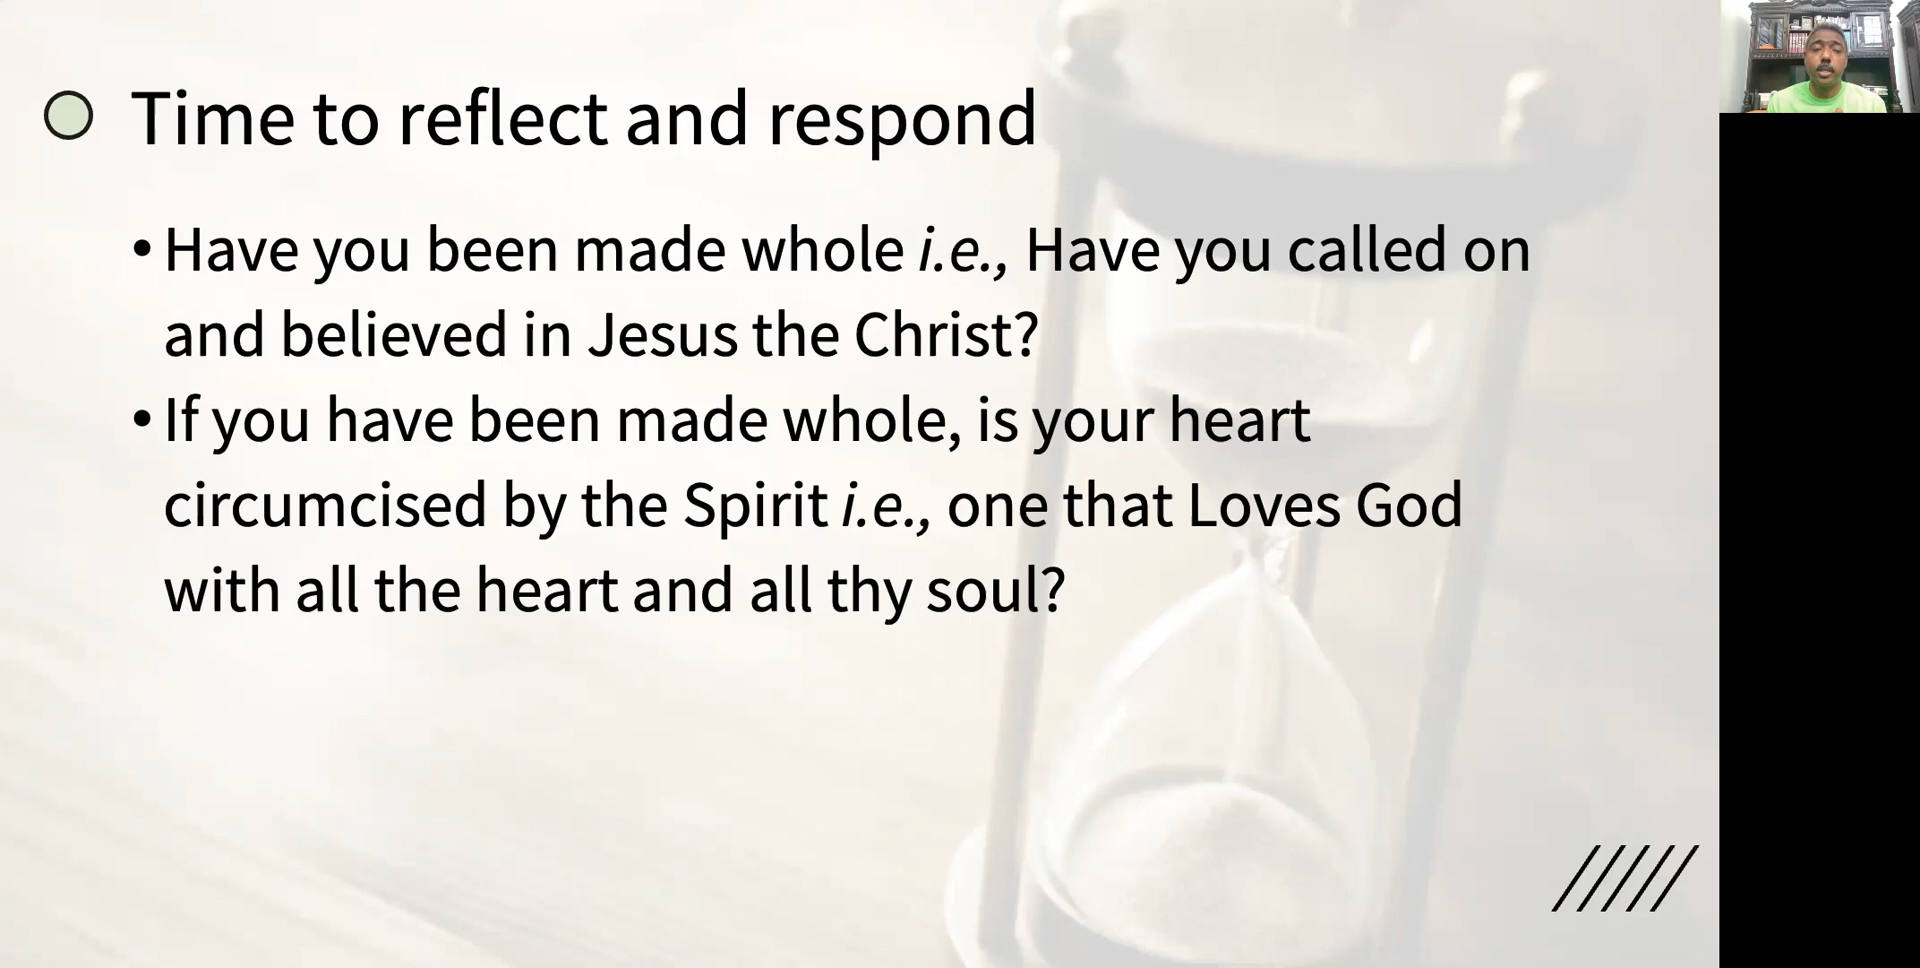 Time to reflect and respond
• Have you been made whole i.e., Have you called on
and believed in Jesus the Christ?
• If you have been made whole, is your heart
circumcised by the Spirit i.e., one that Loves God
with all the heart and all thy soul?